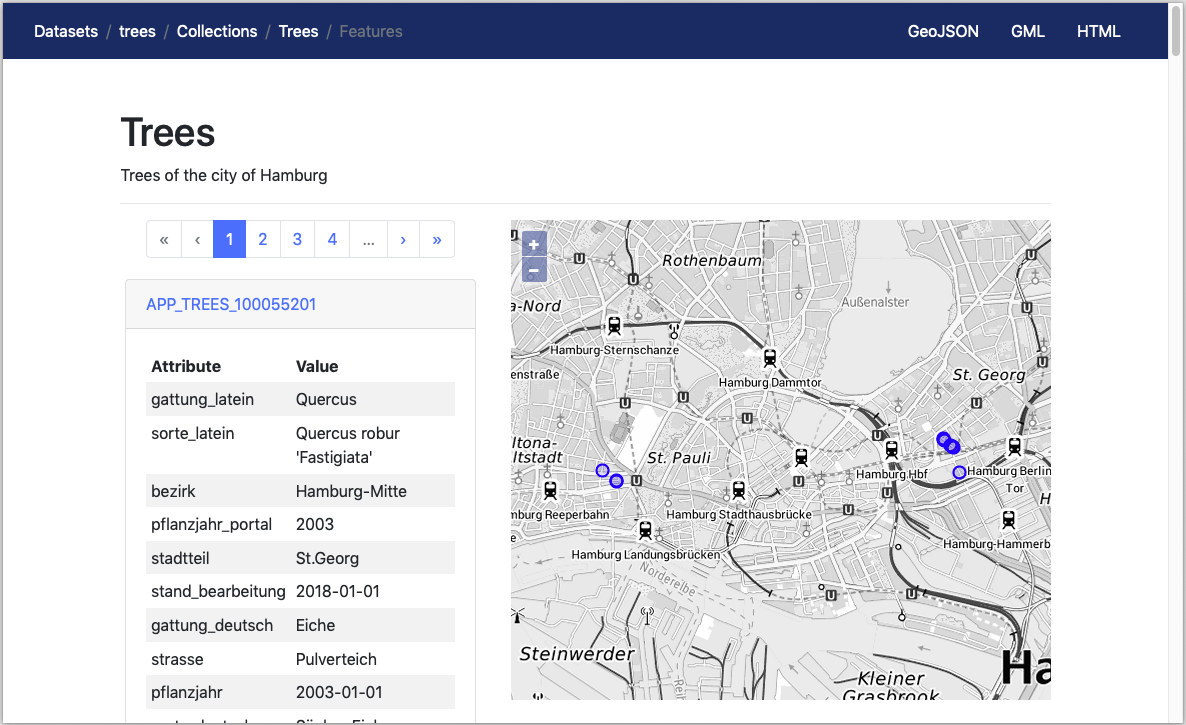 Datasets / trees / Collections / Trees / Features
GeoJSON GML HTML
Trees
Trees of the city of Hamburg
« ‹ 1 2 3 4 ... › »
APP_TREES_100055201
Attribute Value
gattung_latein Quercus
sorte_latein Quercus robur
'Fastigiata'
bezirk Hamburg-Mitte
pflanzjahr_portal 2003
stadtteil St.Georg
stand_bearbeitung 2018-01-01
gattung_deutsch Eiche
strasse Pulverteich
pflanzjahr 2003-01-01
+
−
Rothenbaum
a-Nord
Außenalster
Hamburg-Sternschanze
enstraße
Hamburg Dammtor
St. Georg
ltona-
ltstadt
St. Pauli
Hamburg Hbf
Hamburg Berlin
Tor
H
mburg Reeperbahn
Hamburg Stadthausbrücke
Hamburg Landungsbrücken
Hamburg-Hammerb
e
Norderelbe
Steinwerder
Rei
Kleiner
Grasbrook
Ha